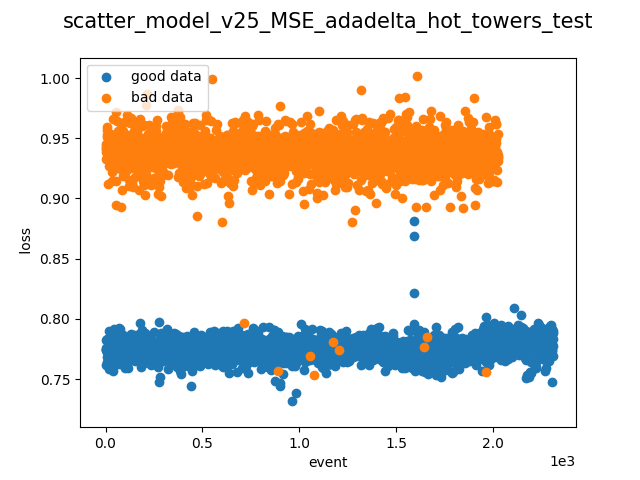 scatter_model_v25_MSE_adadelta_hot_towers_test
good data
bad data
1.00
0.95
0.90
0.85
0.80
0.75
loss
0.0
0.5
1.0
1.5
2.0
event
1e3